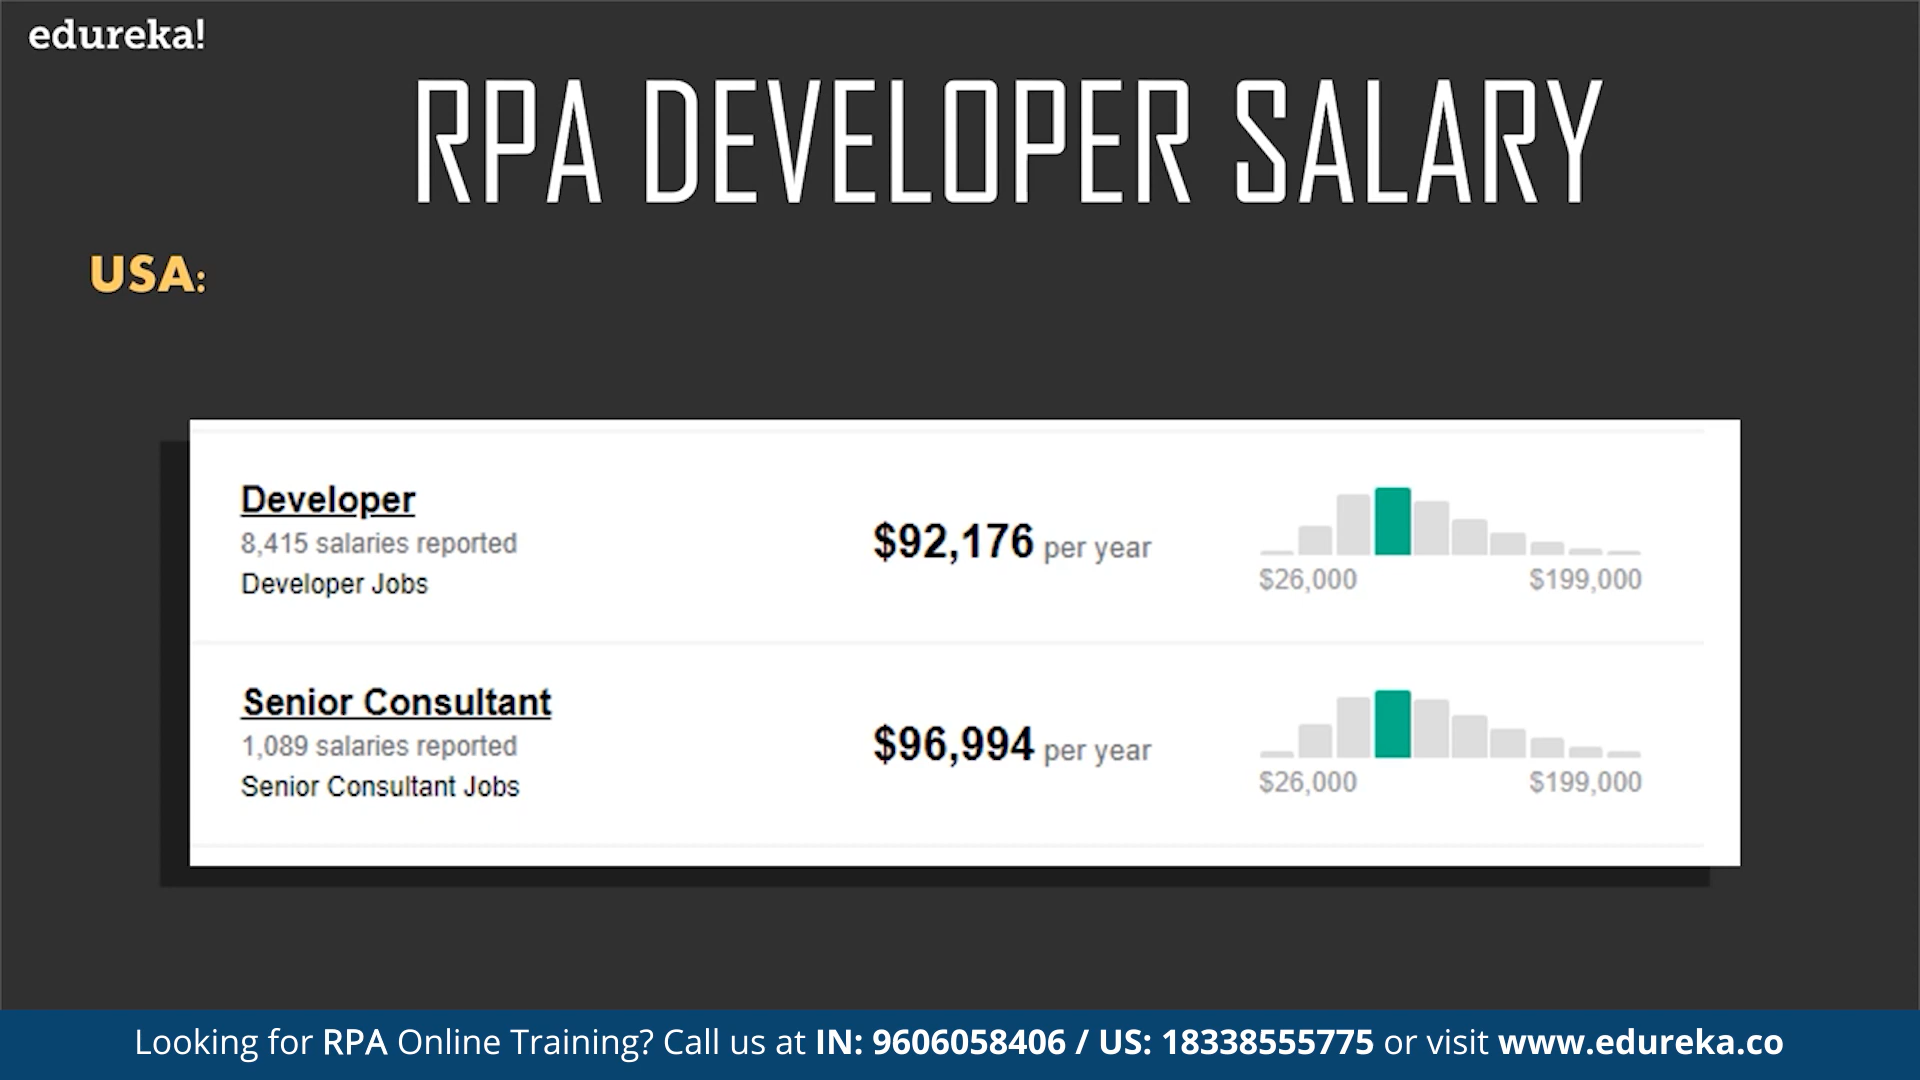 edureka!
RPA DEVELOPER SALARY
USA:
Developer
8,415 salaries reported
Developer Jobs
$92,176 per year
$26,000 $199,000
Senior Consultant
1,089 salaries reported
Senior Consultant Jobs
$96,994 per year
$26,000 $199,000
Looking for RPA Online Training? Call us at IN: 9606058406 / US: 18338555775 or visit www.edureka.co